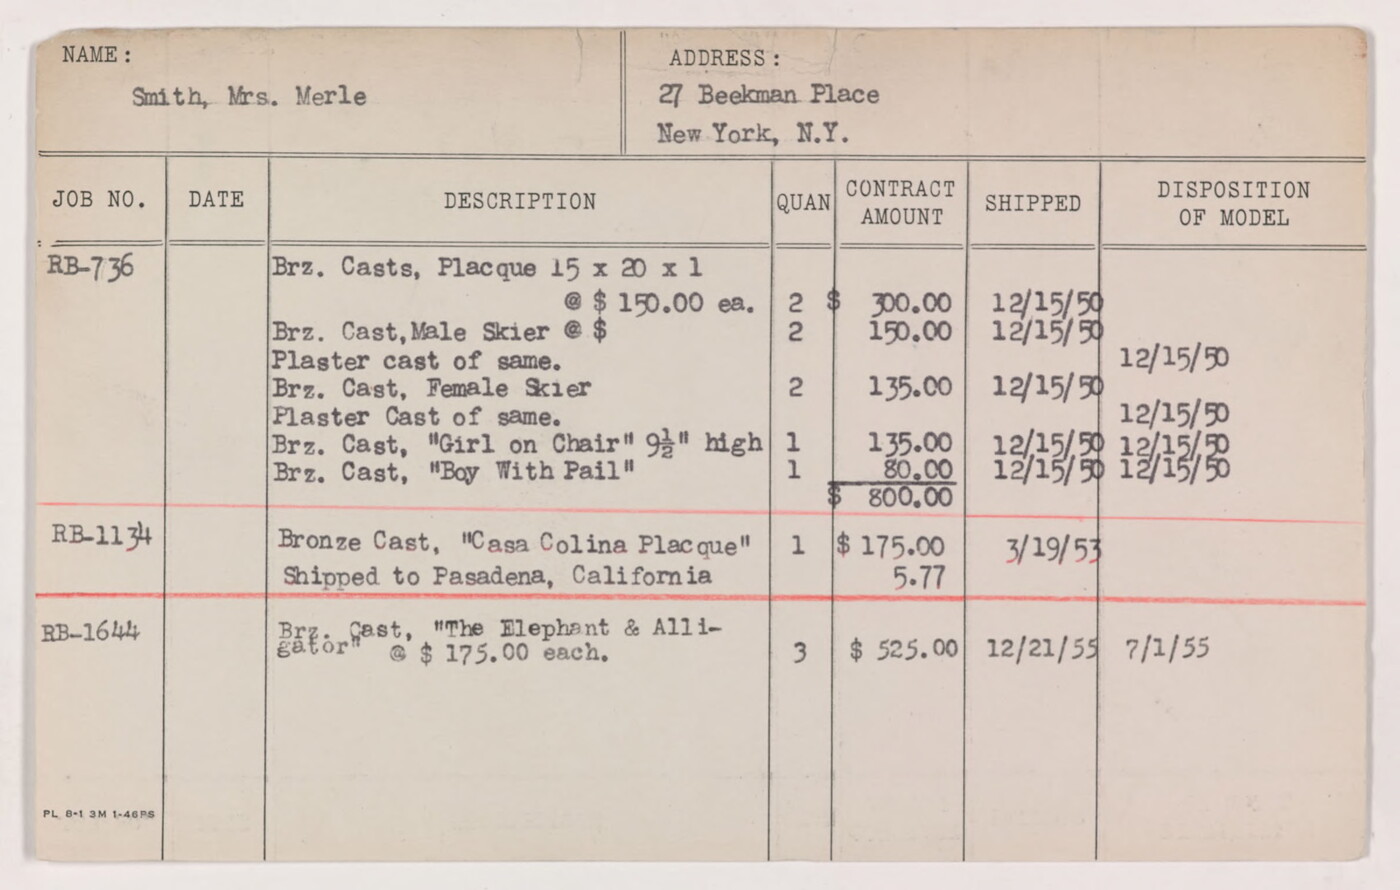 NAME: ADDRESS:
Smith, Mrs. Merle 27 Beekman Place
New York, N.Y.
JOB NO. DATE DESCRIPTION QUAN CONTRACT AMOUNT SHIPPED DISPOSITION OF MODEL
RB-736 Brz. Casts, Placque 15 x 20 x 1
@ $ 150.00 ea. 2 $ 300.00 12/15/50
Brz. Cast,Male Skier @ $ 2 150.00 12/15/50
Plaster cast of same. 12/15/50
Brz. Cast, Female Skier 2 135.00 12/15/50
Plaster Cast of same. 12/15/50
Brz. Cast, "Girl on Chair" 9½" high 1 135.00 12/15/50 12/15/50
Brz. Cast, "Boy With Pail" 1 80.00 12/15/50 12/15/50
$ 800.00
RB-1134 Bronze Cast, "Casa Colina Placque" 1 $ 175.00 3/19/53
Shipped to Pasadena, California 5.77
RB-1644 Brz. Cast, "The Elephant & Alli-
gator" @ $ 175.00 each. 3 $ 525.00 12/21/55 7/1/55
PL 8-1 3M 1-46PS